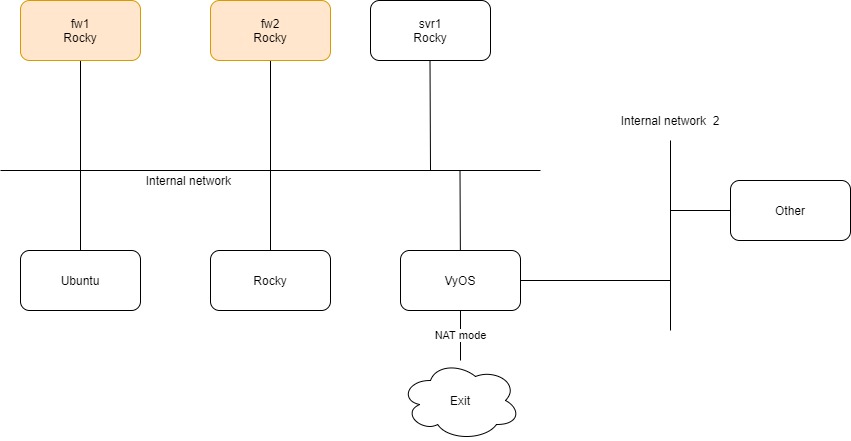 fw1
Rocky
fw2
Rocky
svr1
Rocky
Internal network  2
Internal network
Other
Ubuntu
Rocky
VyOS
NAT mode
Exit